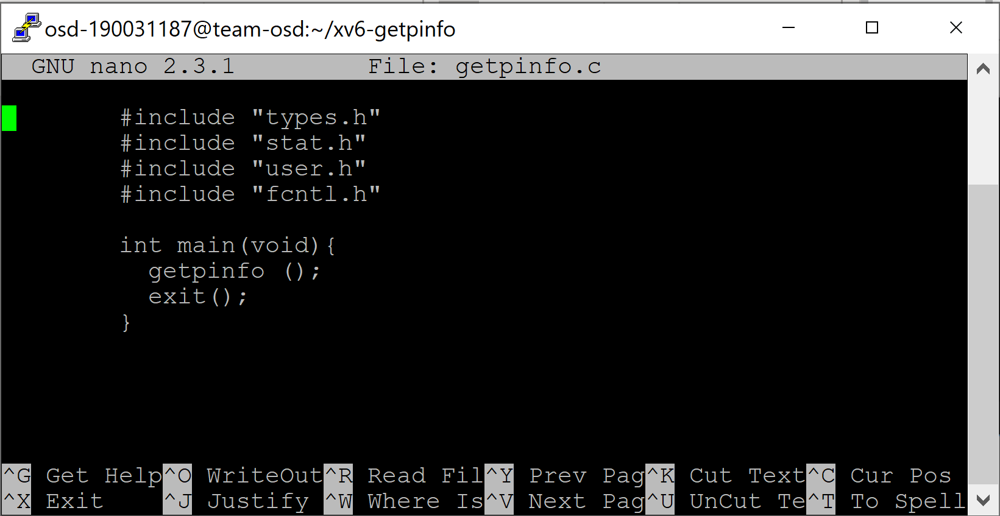 osd-190031187@team-osd:~/xv6-getpinfo
GNU nano 2.3.1 File: getpinfo.c
#include "types.h"
#include "stat.h"
#include "user.h"
#include "fcntl.h"
int main(void){
getpinfo ();
exit();
}
^G Get Help^O WriteOut^R Read Fil^Y Prev Pag^K Cut Text^C Cur Pos
^X Exit ^J Justify ^W Where Is^V Next Pag^U UnCut Te^T To Spell